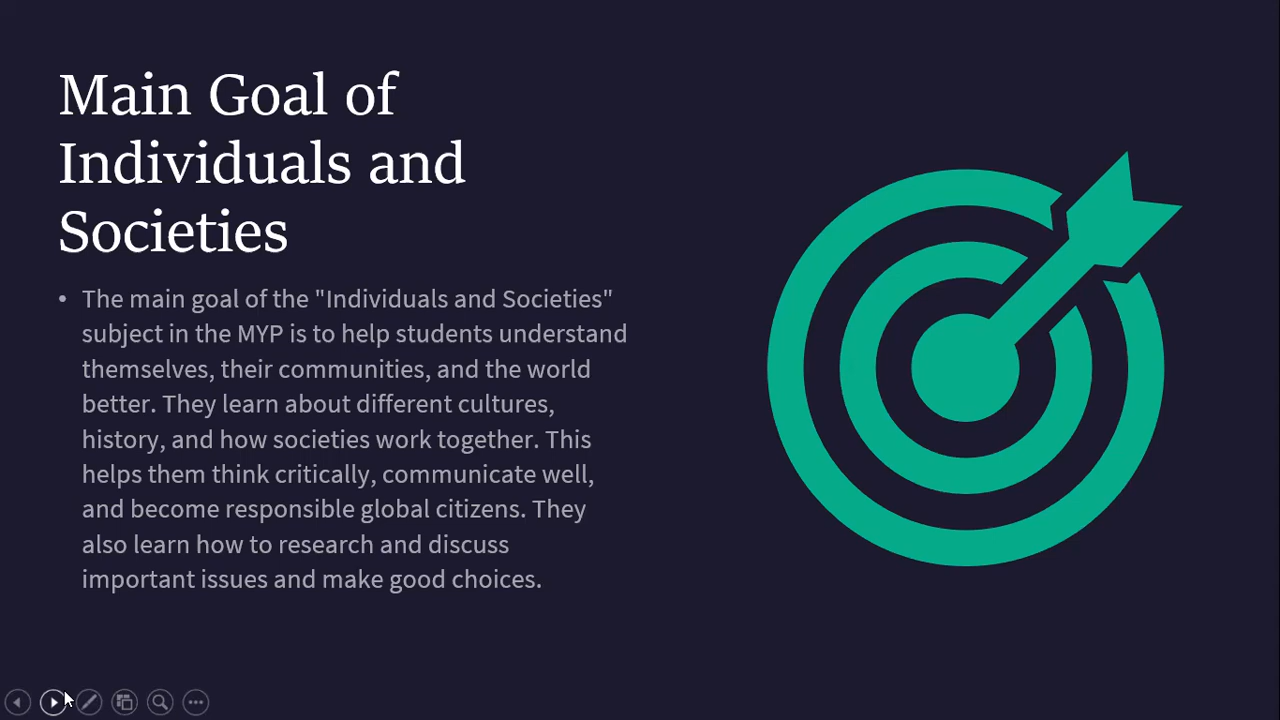 Main Goal of
Individuals and
Societies
• The main goal of the "Individuals and Societies"
subject in the MYP is to help students understand
themselves, their communities, and the world
better. They learn about different cultures,
history, and how societies work together. This
helps them think critically, communicate well,
and become responsible global citizens. They
also learn how to research and discuss
important issues and make good choices.